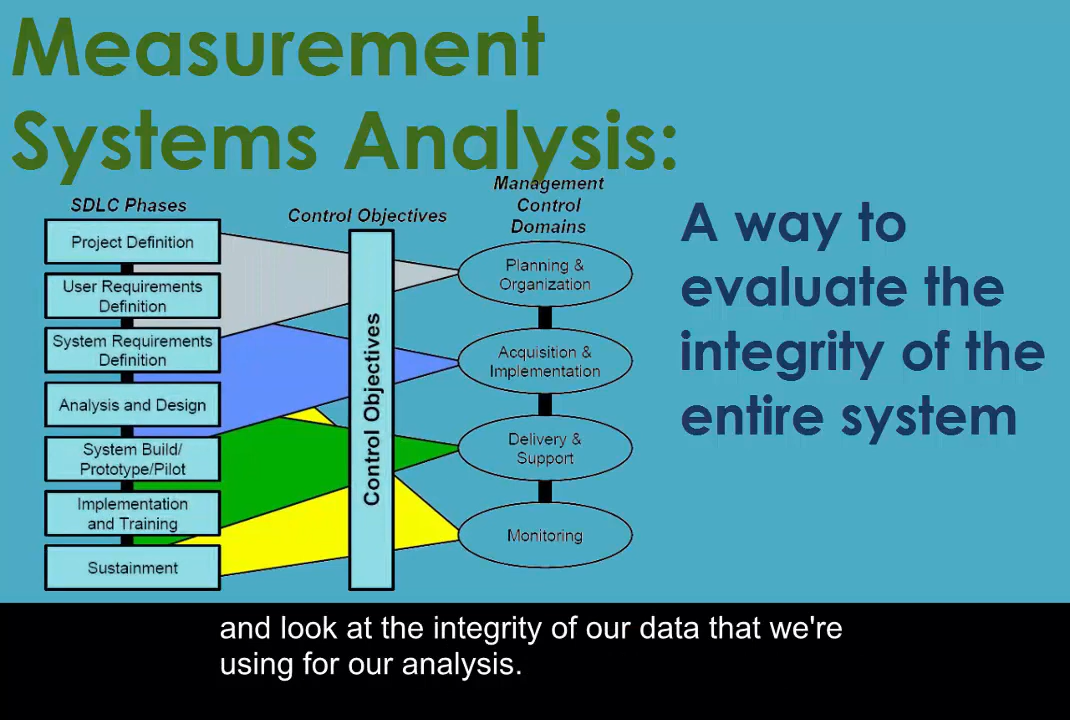 Measurement
Systems Analysis:
SDLC Phases
Project Definition
User Requirements
Definition
System Requirements
Definition
Analysis and Design
System Build/
Prototype/Pilot
Implementation
and Training
Sustainment
Control Objectives
Control Objectives
Management
Control
Domains
Planning &
Organization
Acquisition &
Implementation
Delivery &
Support
Monitoring
A way to
evaluate the
integrity of the
entire system
and look at the integrity of our data that we're
using for our analysis.